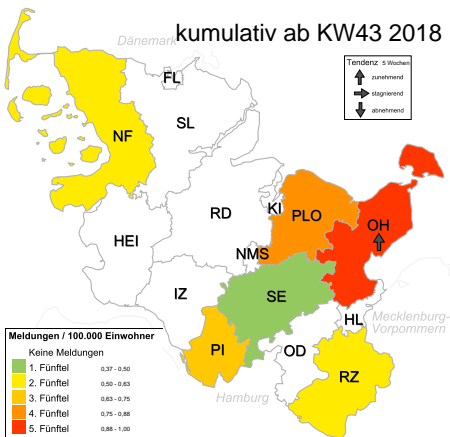 kumulativ ab KW43 2018
Dänemark
Tendenz 5 Wochen
zunehmend
stagnierend
abnehmend
FL
SL
NF
KI
PLO
RD
OH
HEI
NMS
IZ
SE
HL
Mecklenburg-
Vorpommern
PI
OD
RZ
Hamburg
Meldungen / 100.000 Einwohner
Keine Meldungen
1. Fünftel 0,37 - 0,50
2. Fünftel 0,50 - 0,63
3. Fünftel 0,63 - 0,75
4. Fünftel 0,75 - 0,88
5. Fünftel 0,88 - 1,00